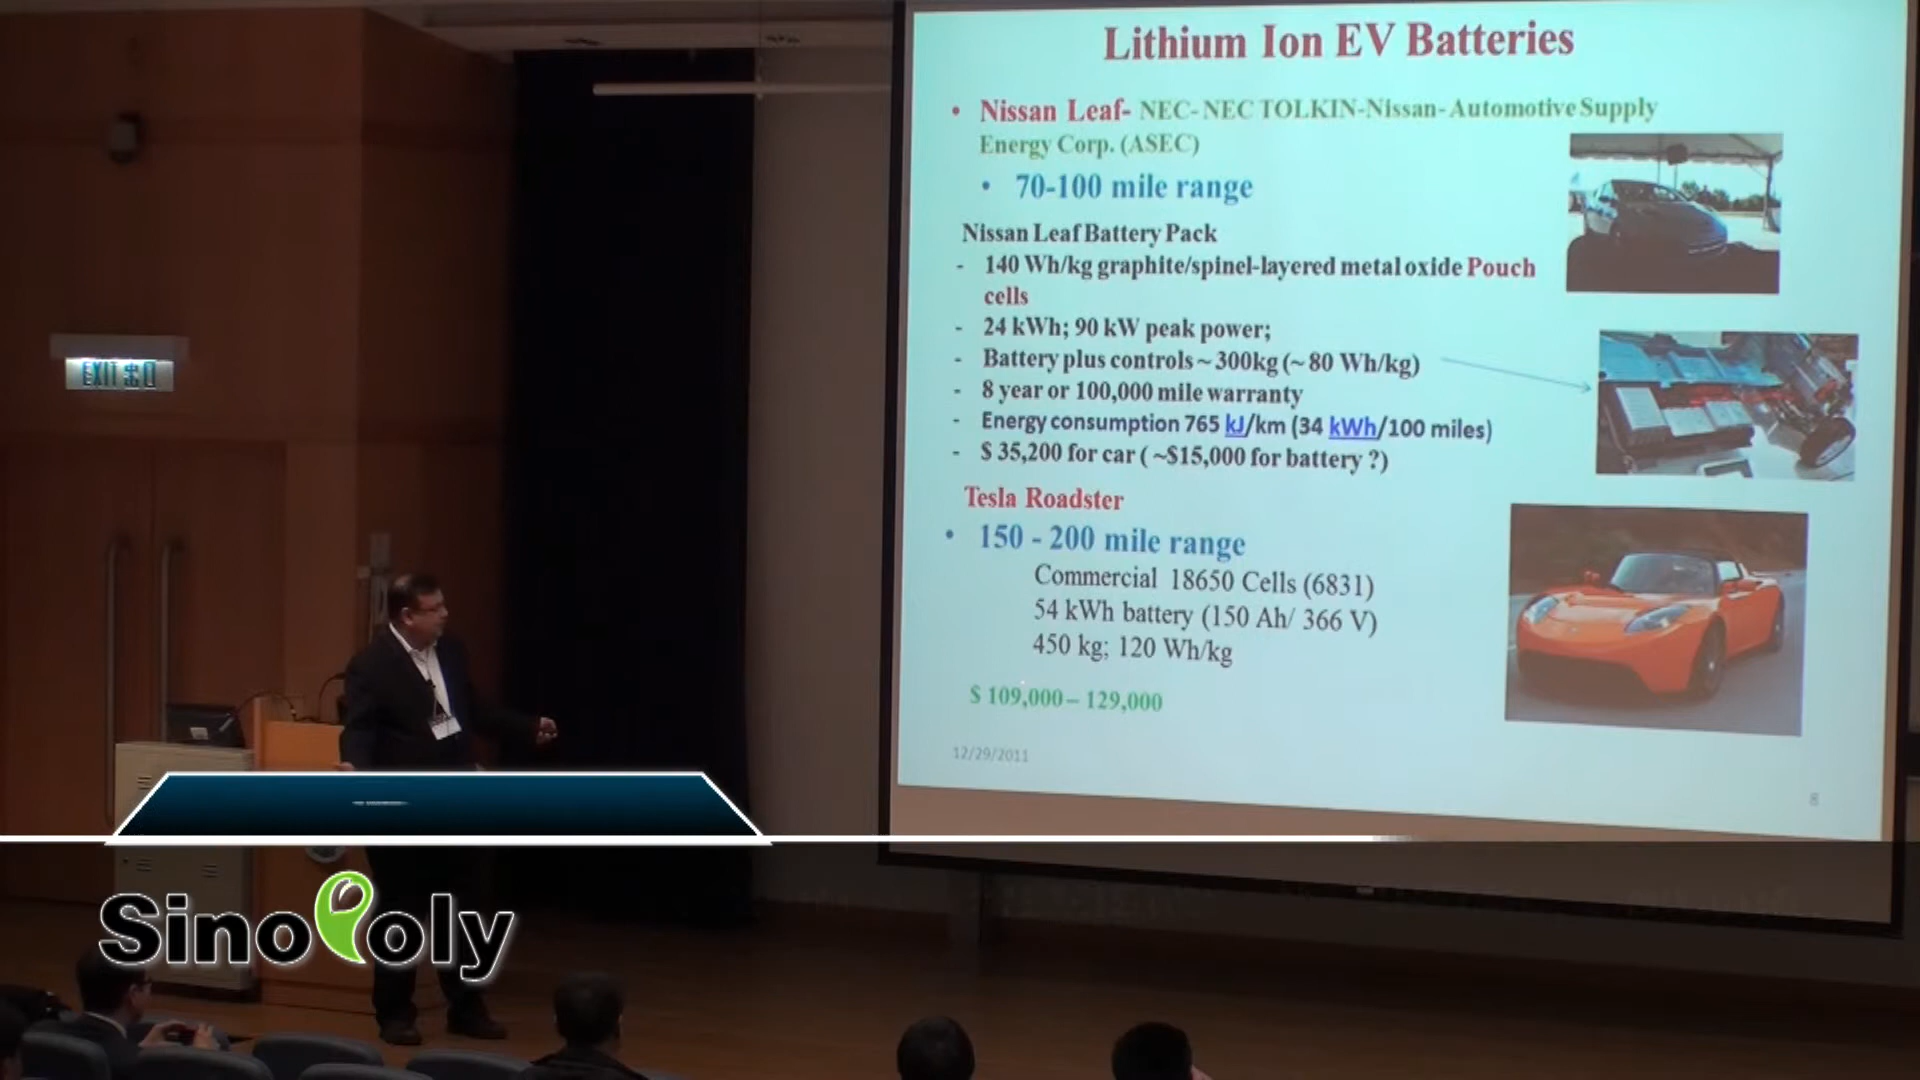 Lithium Ion EV Batteries
• Nissan Leaf- NEC-NEC TOLKIN-Nissan-Automotive Supply
Energy Corp. (ASEC)
• 70-100 mile range
Nissan Leaf Battery Pack
- 140 Wh/kg graphite/spinel-layered metal oxide Pouch
cells
- 24 kWh; 90 kW peak power;
- Battery plus controls ~ 300kg (~ 80 Wh/kg)
- 8 year or 100,000 mile warranty
- Energy consumption 765 kJ/km (34 kWh/100 miles)
- $ 35,200 for car ( ~$15,000 for battery ?)
Tesla Roadster
• 150 - 200 mile range
Commercial 18650 Cells (6831)
54 kWh battery (150 Ah/ 366 V)
450 kg; 120 Wh/kg
$ 109,000 – 129,000
12/29/2011
8
EXIT 出口
SinoPoly